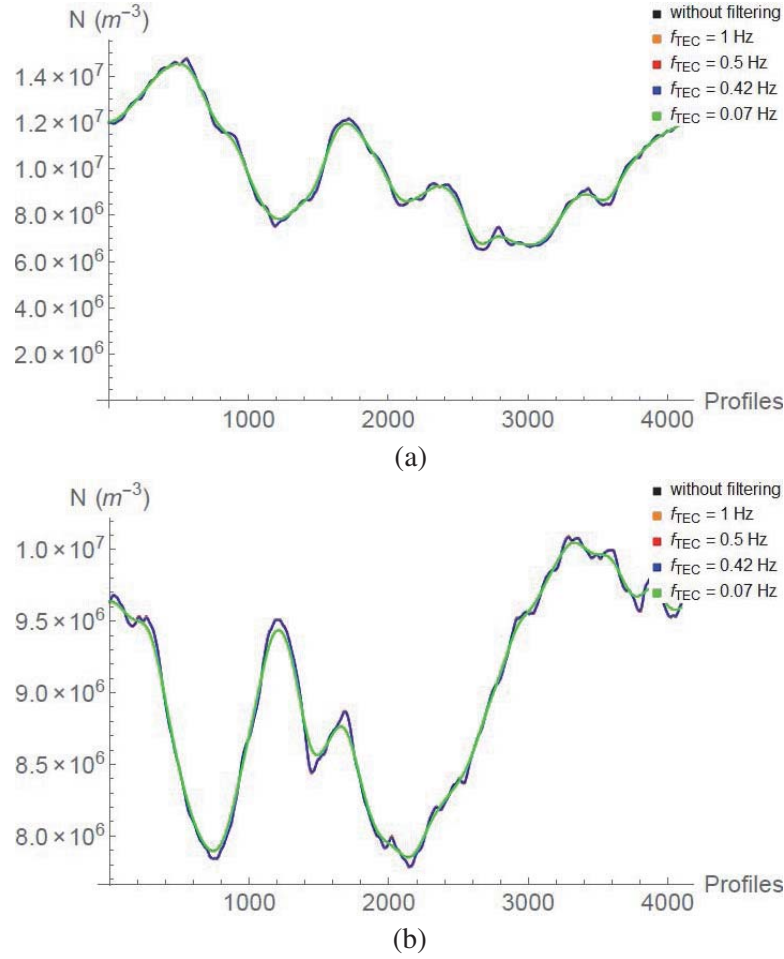 N (m⁻³)
1.4 × 10⁷
1.2 × 10⁷
1.0 × 10⁷
8.0 × 10⁶
6.0 × 10⁶
4.0 × 10⁶
2.0 × 10⁶
1000 2000 3000 4000
Profiles
without filtering
f_TEC = 1 Hz
f_TEC = 0.5 Hz
f_TEC = 0.42 Hz
f_TEC = 0.07 Hz
(a)
N (m⁻³)
1.0 × 10⁷
9.5 × 10⁶
9.0 × 10⁶
8.5 × 10⁶
8.0 × 10⁶
1000 2000 3000 4000
Profiles
without filtering
f_TEC = 1 Hz
f_TEC = 0.5 Hz
f_TEC = 0.42 Hz
f_TEC = 0.07 Hz
(b)